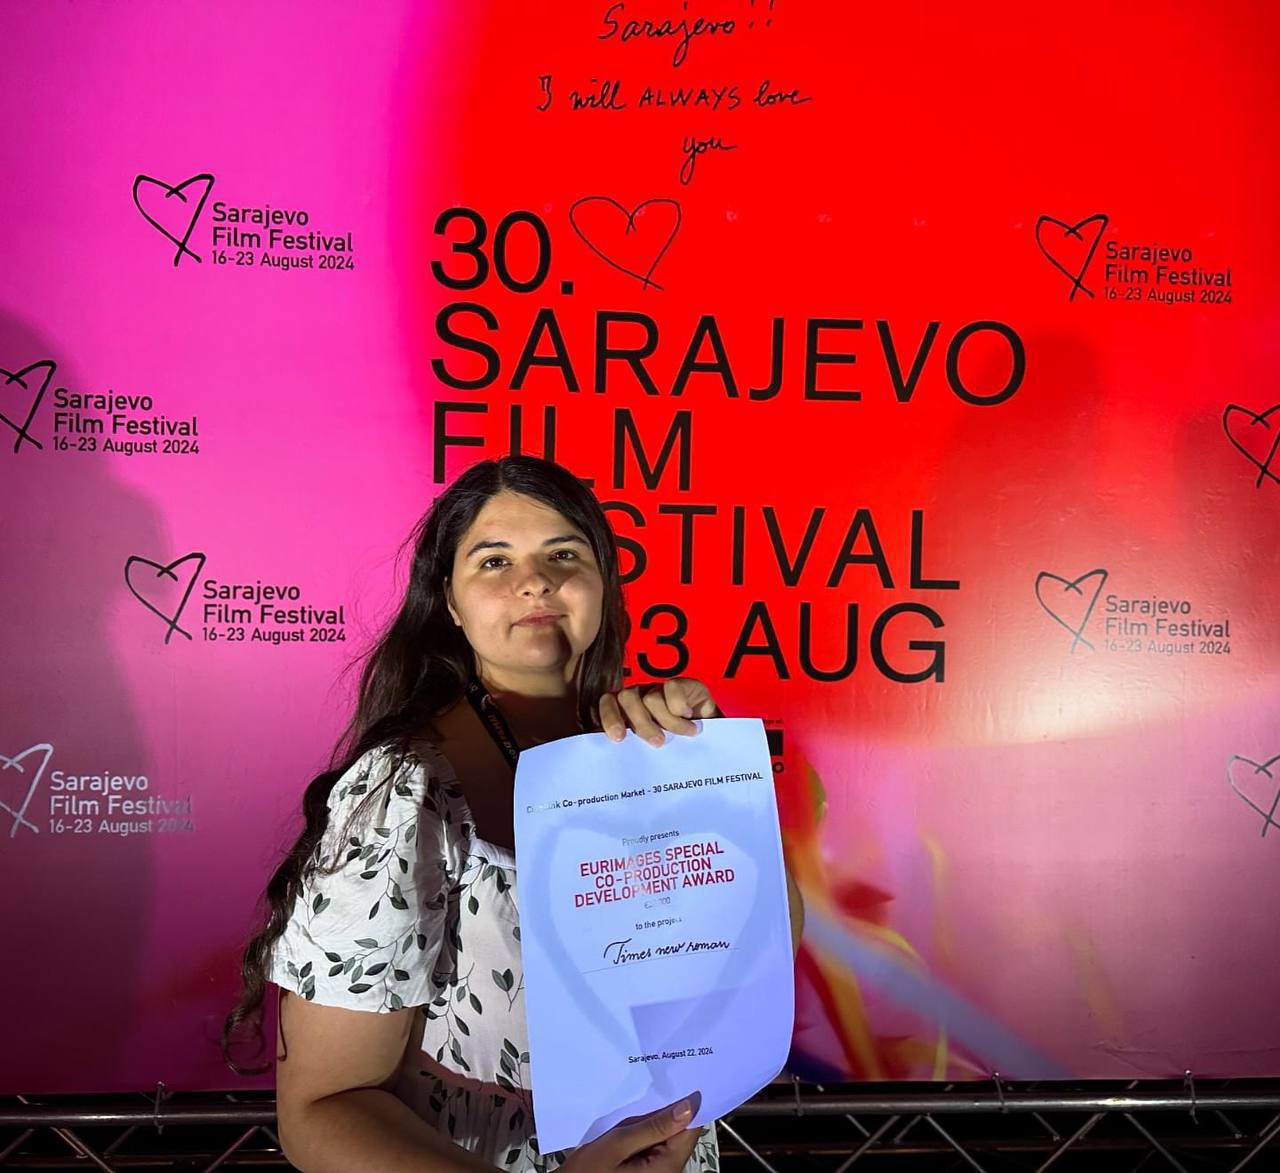 Sarajevo!!
I will ALWAYS love
you
30.
SARAJEVO
FILM
STIVAL
23 AUG
Sarajevo
Film Festival
16-23 August 2024
Sarajevo
Film Festival
16-23 August 2024
Sarajevo
Film Festival
16-23 August 2024
Sarajevo
Film Festival
16-23 August 2024
Sarajevo
Film Festival
16-23 August 2024
Sarajevo
Film Festival
16-23 August 2024
Co-production Market - 30 SARAJEVO FILM FESTIVAL
Proudly presents
EURIMAGES SPECIAL
CO-PRODUCTION
DEVELOPMENT AWARD
to the project
Times new roman
Sarajevo, August 22, 2024